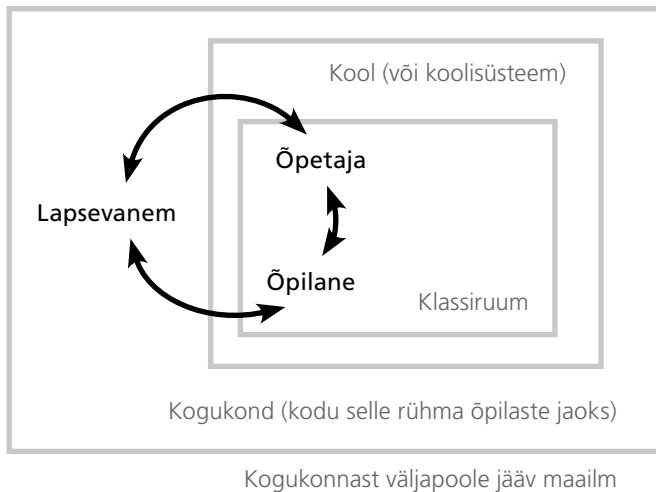 Kool (või koolisüsteem)
Õpetaja
Lapsevanem
Õpilane
Klassiruum
Kogukond (kodu selle rühma õpilaste jaoks)
Kogukonnast väljapoole jääv maailm